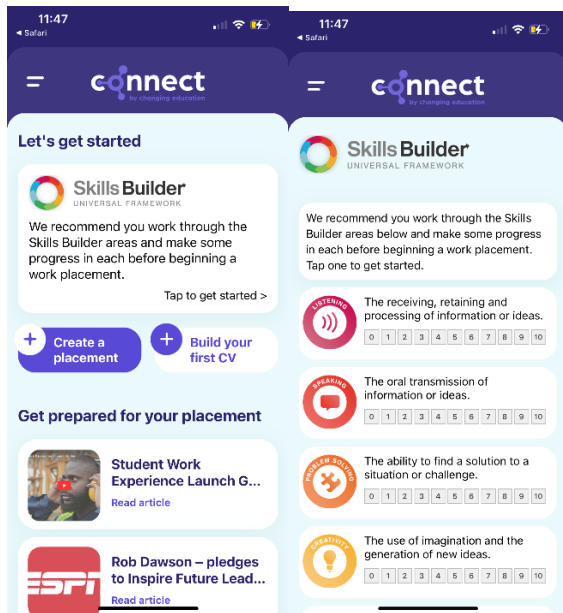 11:47
◄ Safari
connect
by changing education
Let's get started
Skills Builder
UNIVERSAL FRAMEWORK
We recommend you work through the
Skills Builder areas and make some
progress in each before beginning a
work placement.
Tap to get started >
Create a
placement
Build your
first CV
Get prepared for your placement
Student Work
Experience Launch G...
Read article
ESPN
Rob Dawson – pledges
to Inspire Future Lead...
Read article
11:47
◄ Safari
connect
by changing education
Skills Builder
UNIVERSAL FRAMEWORK
We recommend you work through the Skills
Builder areas below and make some progress
in each before beginning a work placement.
Tap one to get started.
LISTENING
The receiving, retaining and
processing of information or ideas.
0 1 2 3 4 5 6 7 8 9 10
SPEAKING
The oral transmission of
information or ideas.
0 1 2 3 4 5 6 7 8 9 10
PROBLEM SOLVING
The ability to find a solution to a
situation or challenge.
0 1 2 3 4 5 6 7 8 9 10
CREATIVITY
The use of imagination and the
generation of new ideas.
0 1 2 3 4 5 6 7 8 9 10